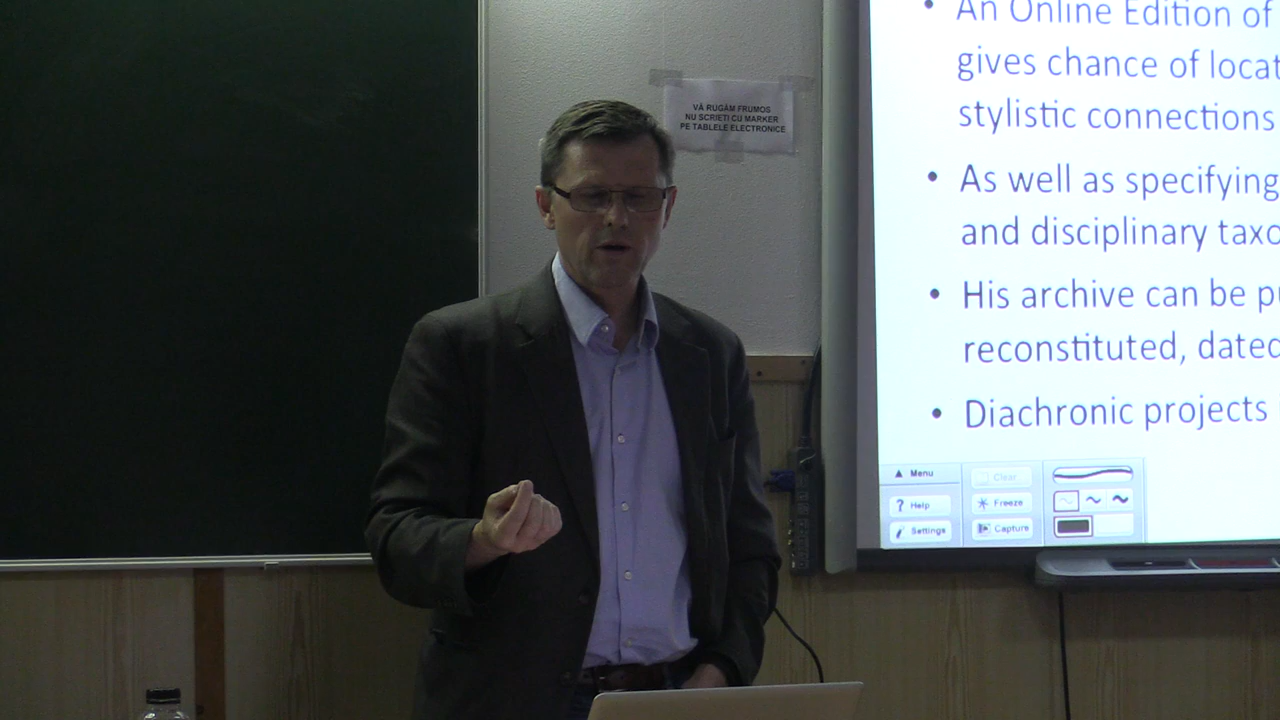 VĂ RUGĂM FRUMOS
NU SCRIEȚI CU MARKER
PE TABLELE ELECTRONICE
• An Online Edition of
gives chance of locat
stylistic connections
• As well as specifying
and disciplinary taxo
• His archive can be pu
reconstituted, dated
• Diachronic projects
Menu
Clear
? Help
Freeze
Settings
Capture